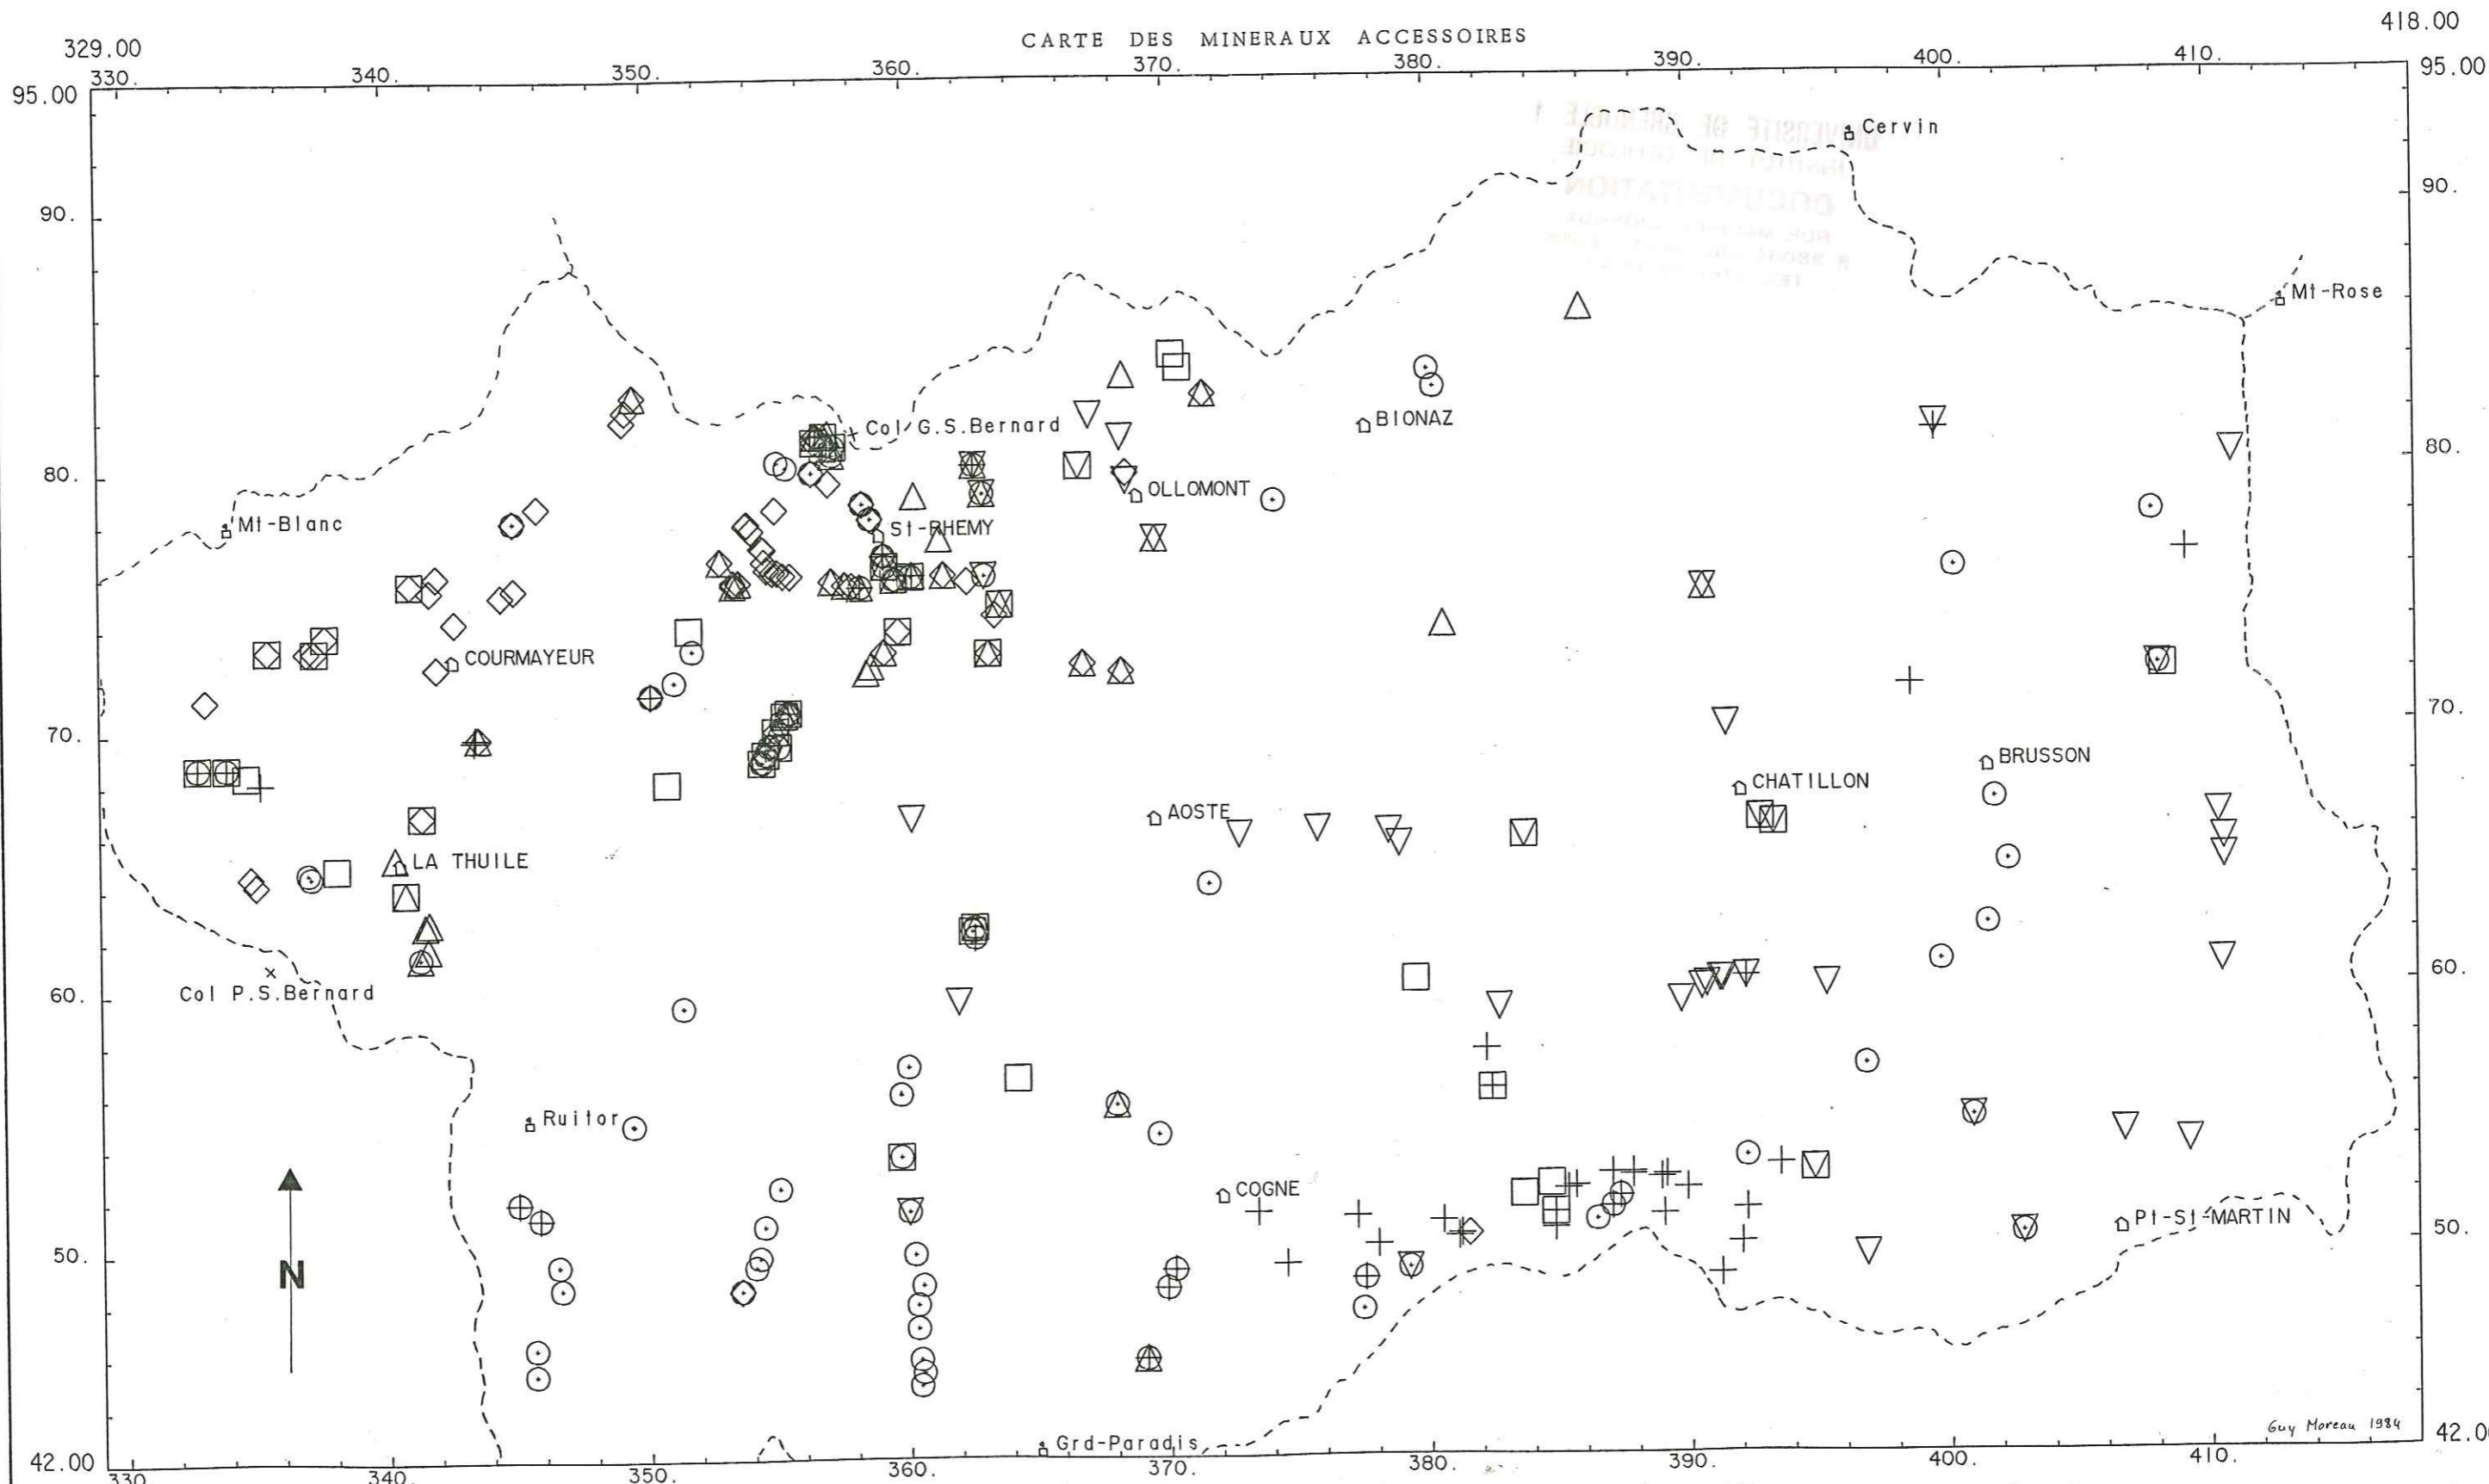 CARTE DES MINERAUX ACCESSOIRES
329.00 418.00
330. 340. 350. 360. 370. 380. 390. 400. 410.
95.00 95.00
Cervin
90. 90.
Mt-Rose
Col G.S.Bernard
BIONAZ
80. 80.
OLLOMONT
Mt-Blanc
St-RHEMY
COURMAYEUR
70. 70.
BRUSSON
CHATILLON
AOSTE
LA THUILE
60. 60.
Col P.S.Bernard
Ruitor
COGNE
Pt-St-MARTIN
50. 50.
N
Guy Moreau 1984
Grd-Paradis
42.00 42.0
330. 340. 350. 360. 370. 380. 390. 400. 410.